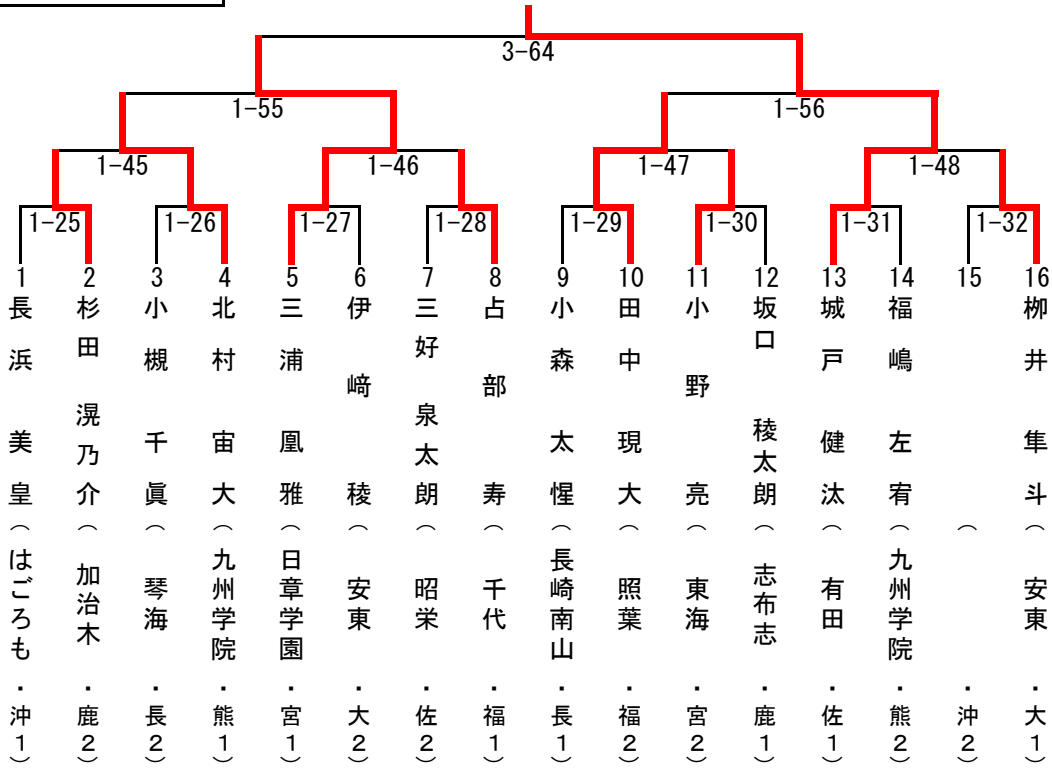 3-64
1-55
1-56
1-45
1-46
1-47
1-48
1-25
1-26
1-27
1-28
1-29
1-30
1-31
1-32
1 長浜 美皇（はごろも・沖1）
2 杉田 滉乃介（加治木・鹿2）
3 小槻 千眞（琴海・長2）
4 北村 宙大（九州学院・熊1）
5 三浦 凰雅（日章学園・宮1）
6 伊﨑 稜（安東・大2）
7 三好 泉太朗（昭栄・佐2）
8 占部 寿（千代・福1）
9 小森 太惺（長崎南山・長1）
10 田中 現大（照葉・福2）
11 小野 亮（東海・宮2）
12 坂口 稜太朗（志布志・鹿1）
13 城戸 健汰（有田・佐1）
14 福嶋 左宥（九州学院・熊2）
15 （・沖2）
16 栁井 隼斗（安東・大1）